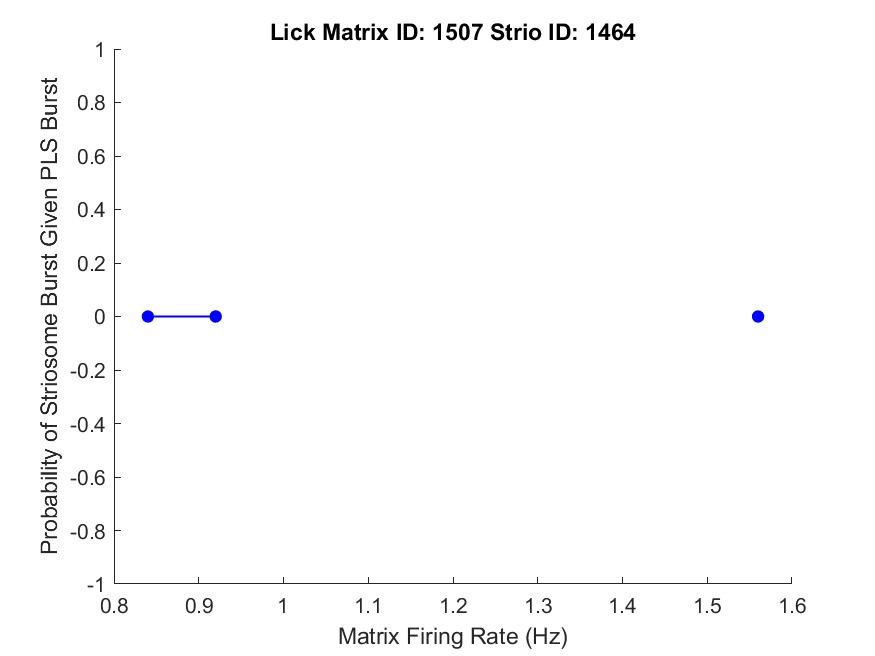 Lick Matrix ID: 1507 Strio ID: 1464
Probability of Striosome Burst Given PLS Burst
1
0.8
0.6
0.4
0.2
0
-0.2
-0.4
-0.6
-0.8
-1
0.8 0.9 1 1.1 1.2 1.3 1.4 1.5 1.6
Matrix Firing Rate (Hz)